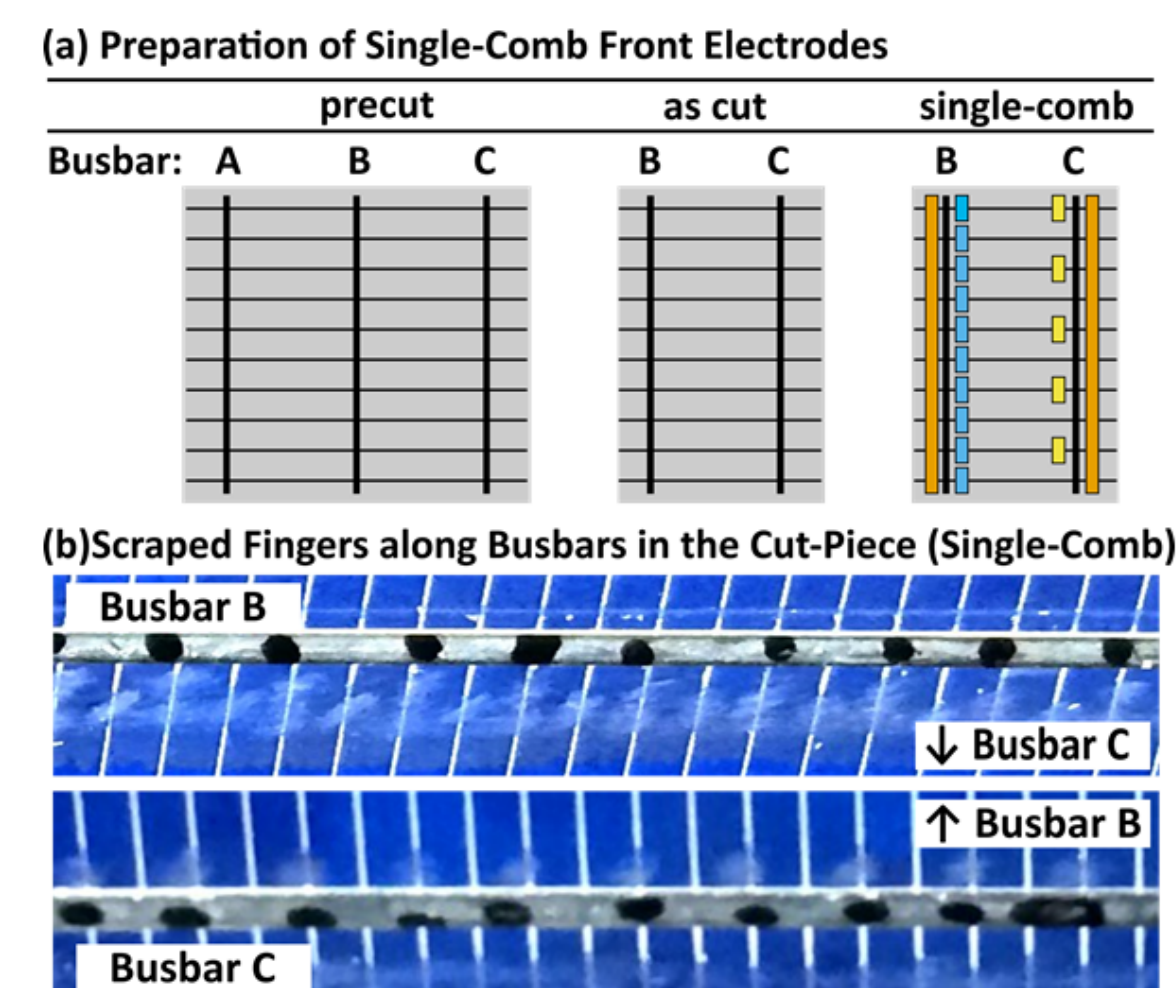 (a) Preparation of Single-Comb Front Electrodes
precut as cut single-comb
Busbar: A B C B C B C
(b)Scraped Fingers along Busbars in the Cut-Piece (Single-Comb)
Busbar B
↓ Busbar C
↑ Busbar B
Busbar C